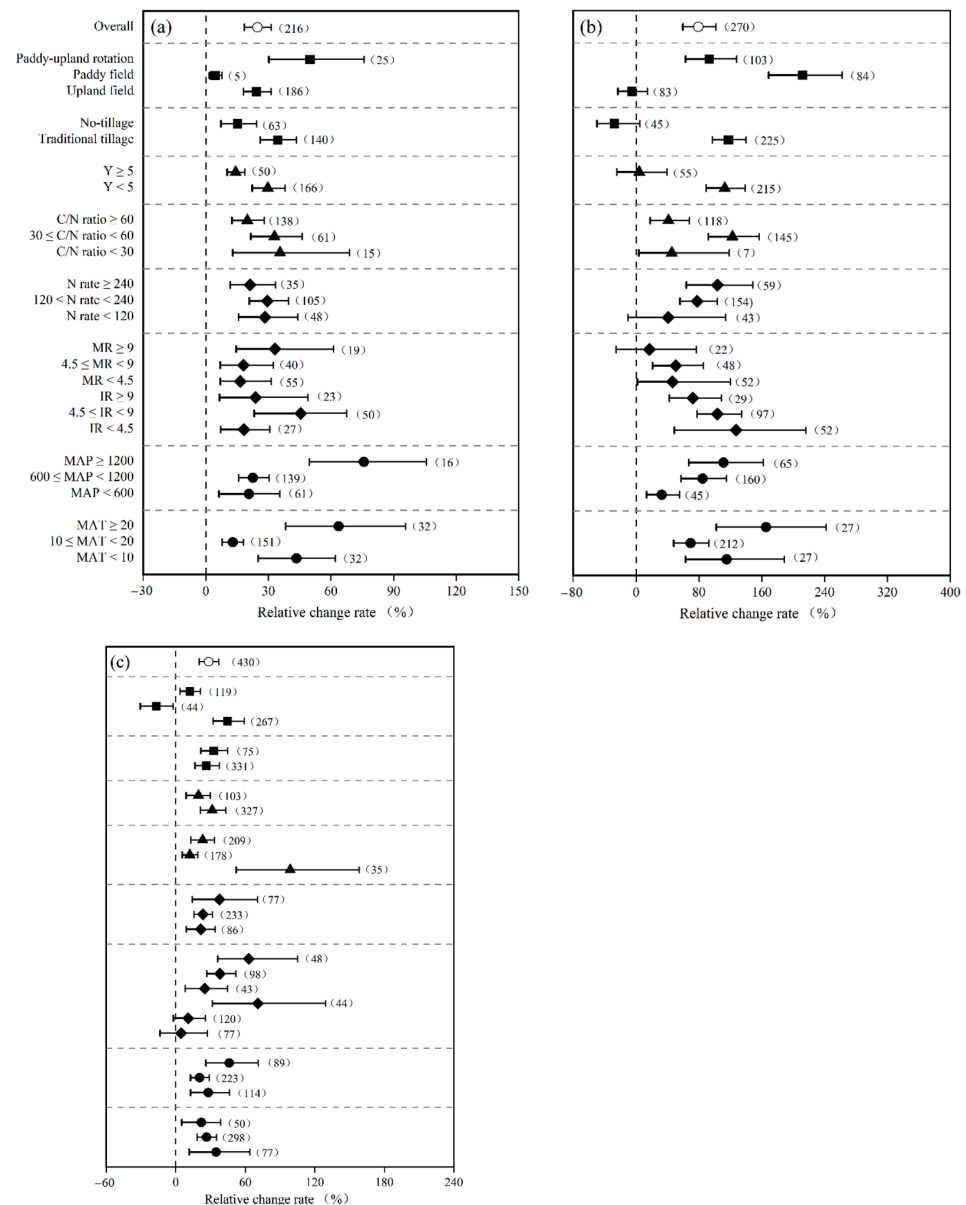 (a)
Overall (216)
Paddy-upland rotation (25)
Paddy field (5)
Upland field (186)
No-tillage (63)
Traditional tillage (140)
Y ≥ 5 (50)
Y < 5 (166)
C/N ratio ≥ 60 (138)
30 ≤ C/N ratio < 60 (61)
C/N ratio < 30 (15)
N rate ≥ 240 (35)
120 < N rate < 240 (105)
N rate < 120 (48)
MR ≥ 9 (19)
4.5 ≤ MR < 9 (40)
MR < 4.5 (55)
IR ≥ 9 (23)
4.5 ≤ IR < 9 (50)
IR < 4.5 (27)
MAP ≥ 1200 (16)
600 ≤ MAP < 1200 (139)
MAP < 600 (61)
MAT ≥ 20 (32)
10 ≤ MAT < 20 (151)
MAT < 10 (32)
−30 0 30 60 90 120 150
Relative change rate （%）
(b)
(270)
(103)
(84)
(83)
(45)
(225)
(55)
(215)
(118)
(145)
(7)
(59)
(154)
(43)
(22)
(48)
(52)
(29)
(97)
(52)
(65)
(160)
(45)
(27)
(212)
(27)
−80 0 80 160 240 320 400
Relative change rate （%）
(c)
(430)
(119)
(44)
(267)
(75)
(331)
(103)
(327)
(209)
(178)
(35)
(77)
(233)
(86)
(48)
(98)
(43)
(44)
(120)
(77)
(89)
(223)
(114)
(50)
(298)
(77)
−60 0 60 120 180 240
Relative change rate （%）